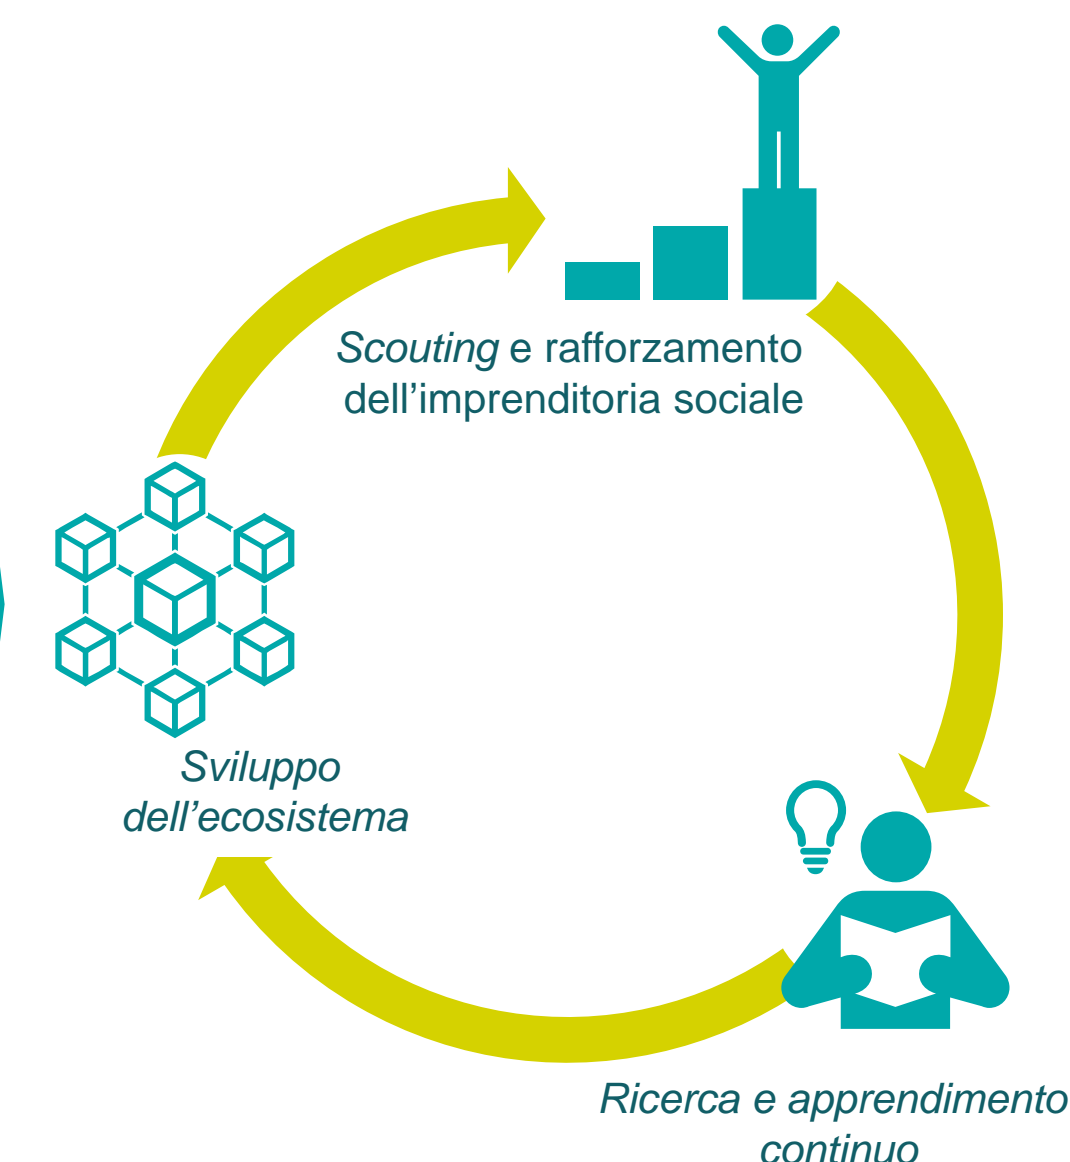 Scouting e rafforzamento
dell’imprenditoria sociale
Sviluppo
dell’ecosistema
Ricerca e apprendimento
continuo